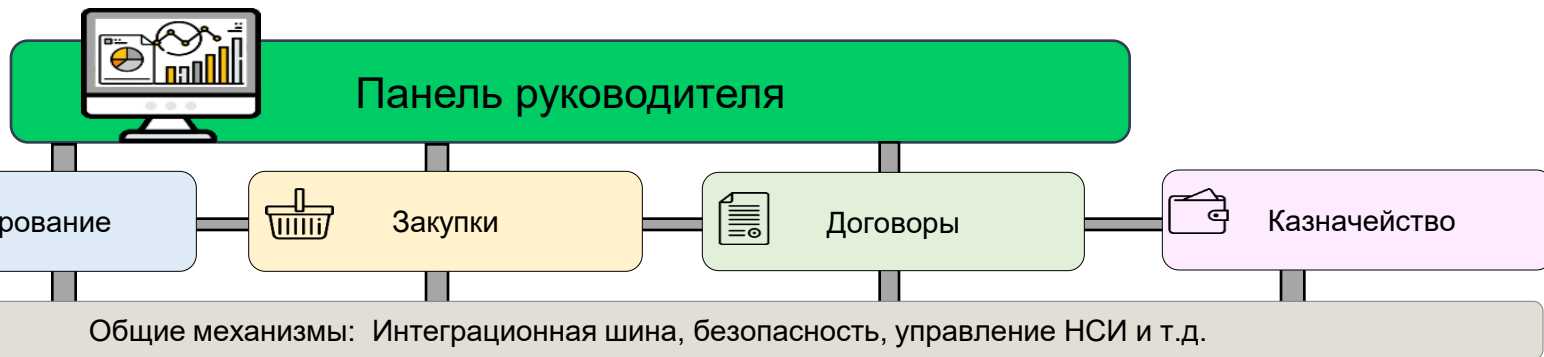 Панель руководителя
рование
Закупки
Договоры
Казначейство
Общие механизмы: Интеграционная шина, безопасность, управление НСИ и т.д.